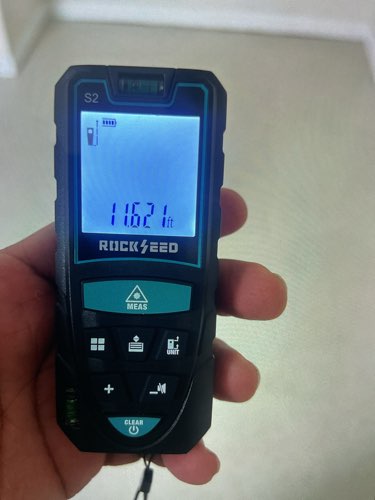 S2
11.621ft
ROCKSEED
MEAS
UNIT
+
CLEAR